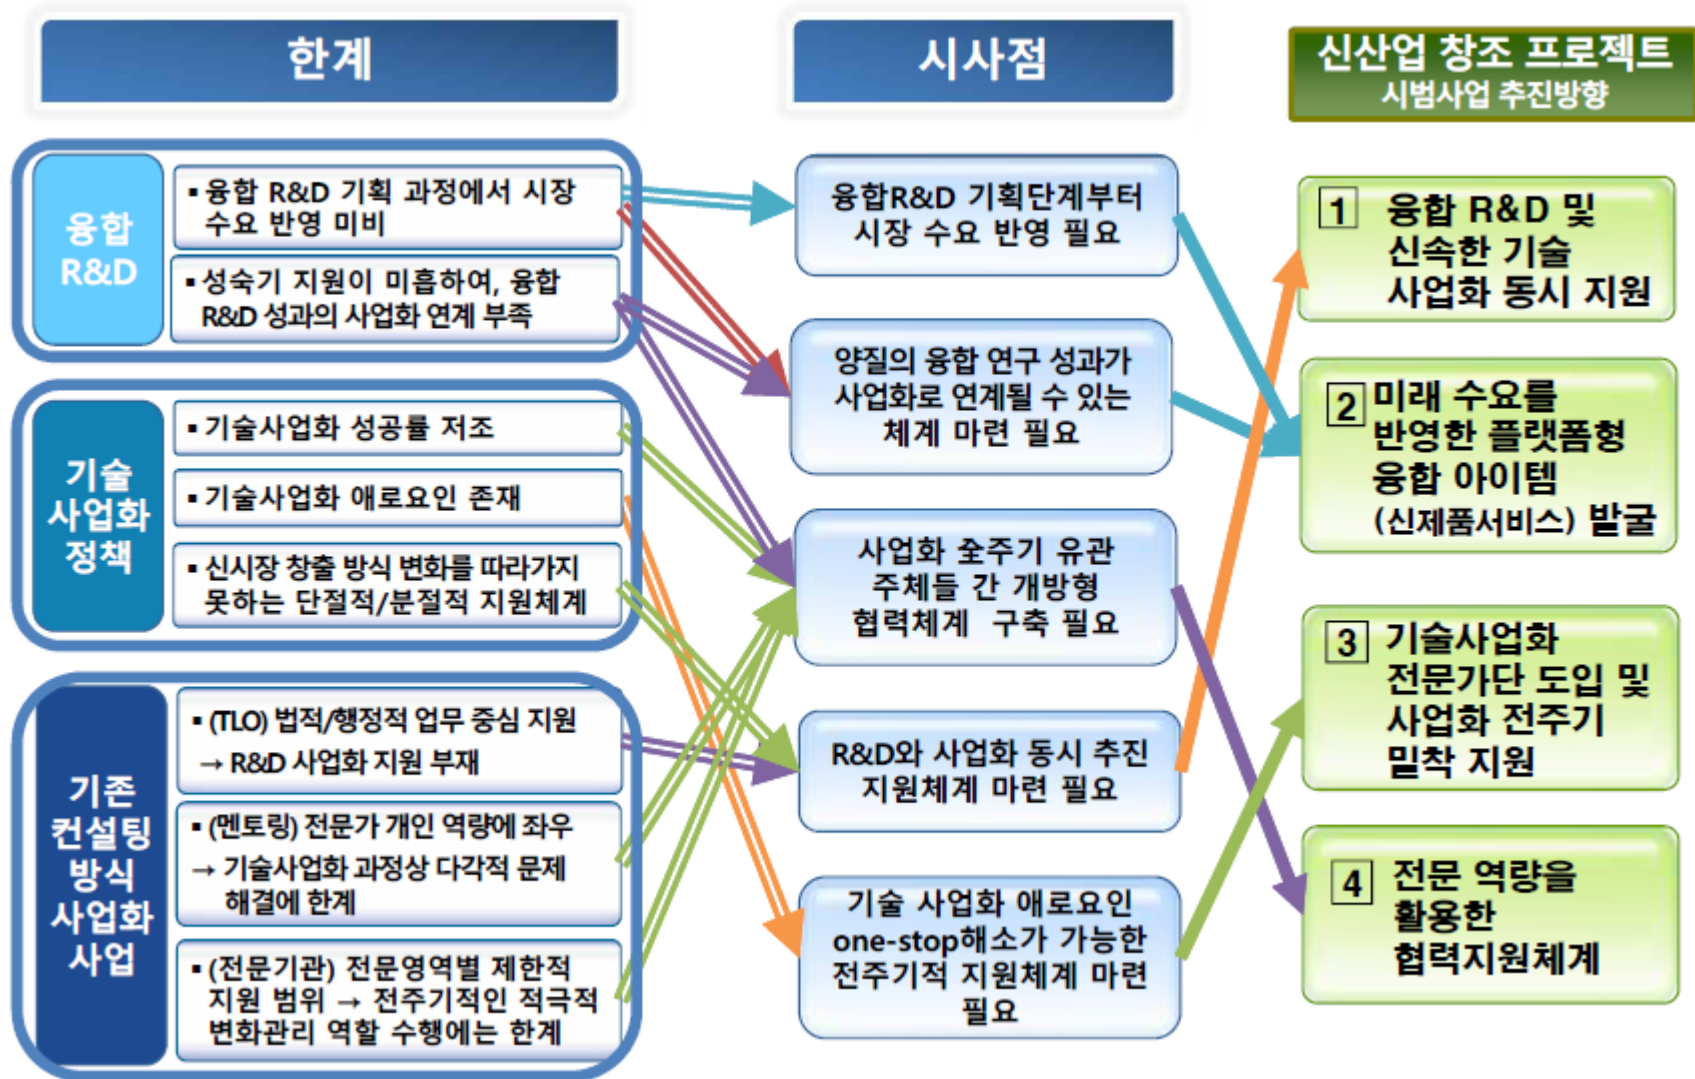 한계
융합
R&D
▪ 융합 R&D 기획 과정에서 시장
수요 반영 미비
▪ 성숙기 지원이 미흡하여, 융합
R&D 성과의 사업화 연계 부족
기술
사업화
정책
▪ 기술사업화 성공률 저조
▪ 기술사업화 애로요인 존재
▪ 신시장 창출 방식 변화를 따라가지
못하는 단절적/분절적 지원체계
기존
컨설팅
방식
사업화
사업
▪ (TLO) 법적/행정적 업무 중심 지원
→ R&D 사업화 지원 부재
▪ (멘토링) 전문가 개인 역량에 좌우
→ 기술사업화 과정상 다각적 문제
해결에 한계
▪ (전문기관) 전문영역별 제한적
지원 범위 → 전주기적인 적극적
변화관리 역할 수행에는 한계
시사점
융합R&D 기획단계부터
시장 수요 반영 필요
양질의 융합 연구 성과가
사업화로 연계될 수 있는
체계 마련 필요
사업화 全주기 유관
주체들 간 개방형
협력체계 구축 필요
R&D와 사업화 동시 추진
지원체계 마련 필요
기술 사업화 애로요인
one-stop해소가 가능한
전주기적 지원체계 마련
필요
신산업 창조 프로젝트
시범사업 추진방향
1 융합 R&D 및
신속한 기술
사업화 동시 지원
2 미래 수요를
반영한 플랫폼형
융합 아이템
(신제품서비스) 발굴
3 기술사업화
전문가단 도입 및
사업화 전주기
밀착 지원
4 전문 역량을
활용한
협력지원체계